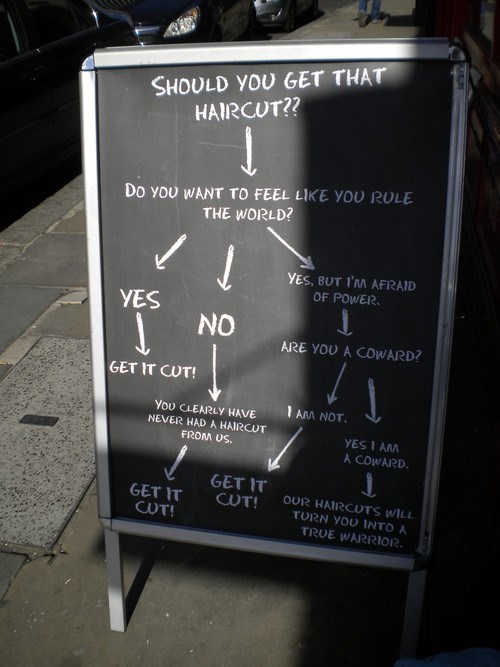 SHOULD YOU GET THAT
HAIRCUT??
DO YOU WANT TO FEEL LIKE YOU RULE
THE WORLD?
YES
GET IT CUT!
NO
YOU CLEARLY HAVE
NEVER HAD A HAIRCUT
FROM US.
GET IT
CUT!
YES, BUT I'M AFRAID
OF POWER.
ARE YOU A COWARD?
I AM NOT.
GET IT
CUT!
YES I AM
A COWARD.
OUR HAIRCUTS WILL
TURN YOU INTO A
TRUE WARRIOR.